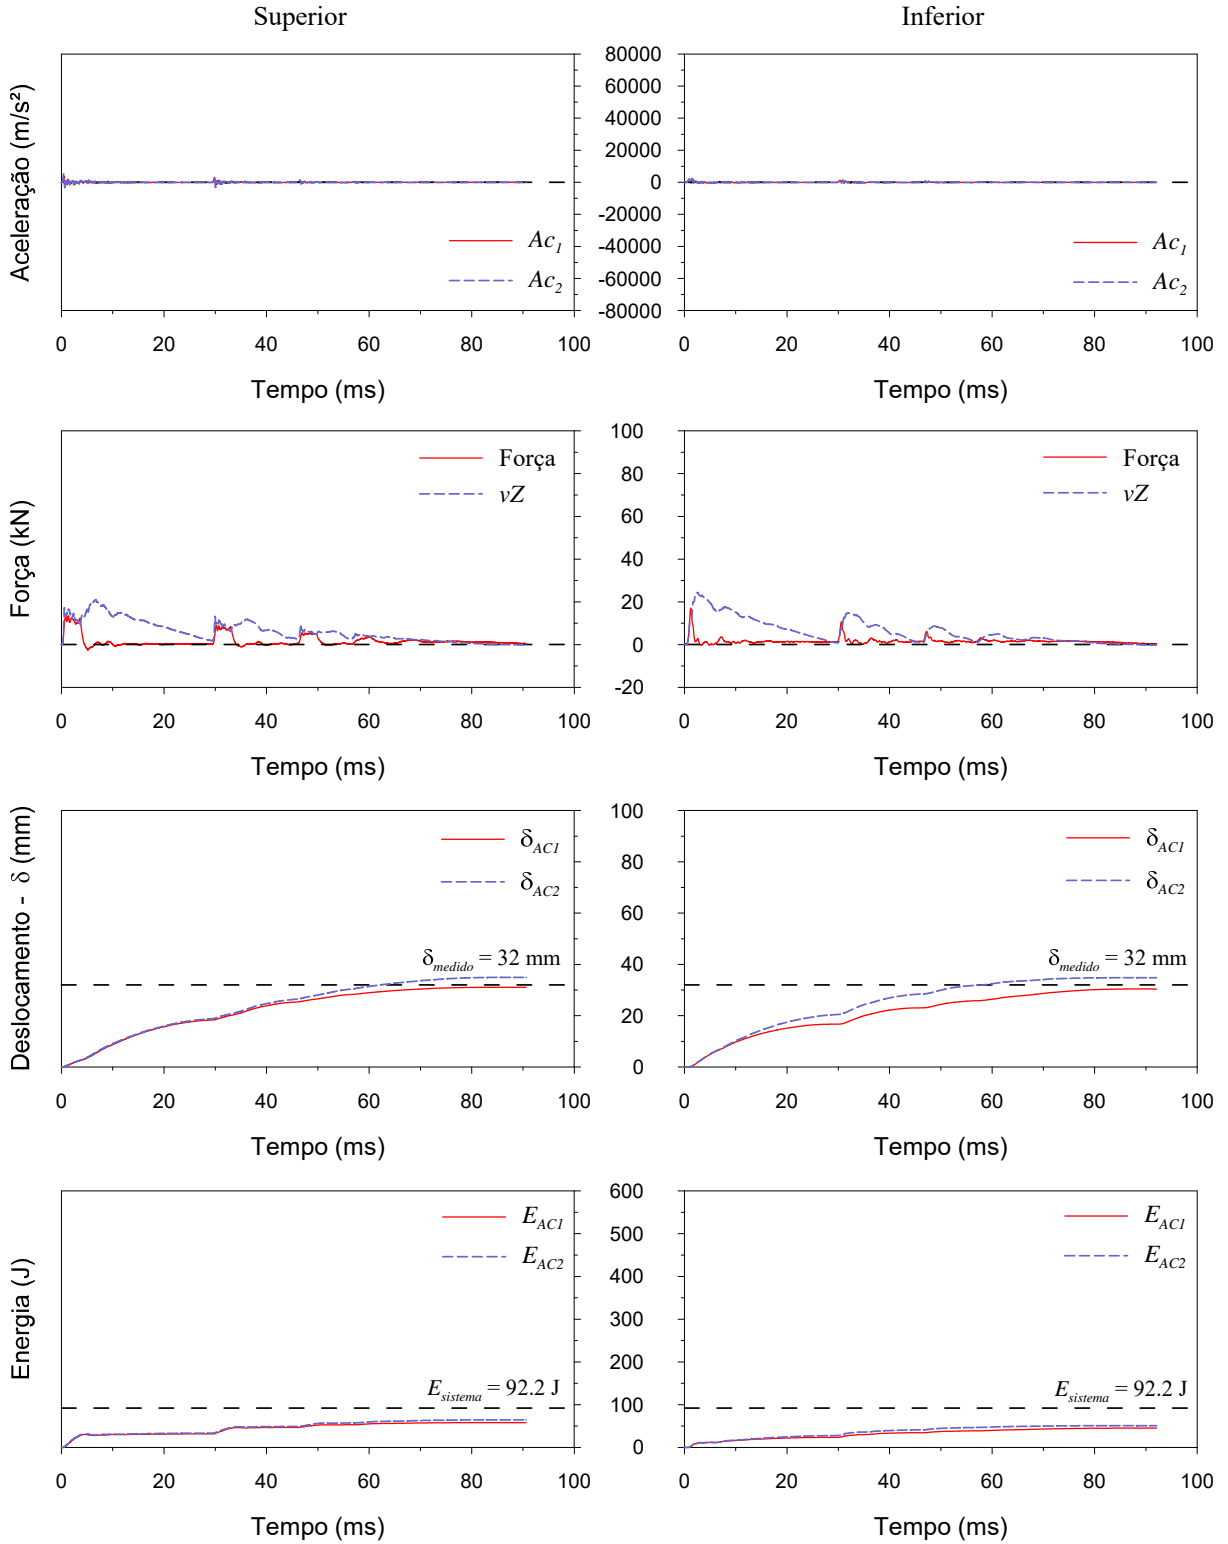 Superior Inferior
Aceleração (m/s²)
80000
60000
40000
20000
0
-20000
-40000
-60000
-80000
Ac1
Ac2
Ac1
Ac2
0 20 40 60 80 100 0 20 40 60 80 100
Tempo (ms) Tempo (ms)
Força (kN)
100
80
60
40
20
0
-20
Força
vZ
Força
vZ
0 20 40 60 80 100 0 20 40 60 80 100
Tempo (ms) Tempo (ms)
Deslocamento - δ (mm)
100
80
60
40
20
0
δAC1
δAC2
δmedido = 32 mm
δAC1
δAC2
δmedido = 32 mm
0 20 40 60 80 100 0 20 40 60 80 100
Tempo (ms) Tempo (ms)
Energia (J)
600
500
400
300
200
100
0
EAC1
EAC2
Esistema = 92.2 J
EAC1
EAC2
Esistema = 92.2 J
0 20 40 60 80 100 0 20 40 60 80 100
Tempo (ms) Tempo (ms)